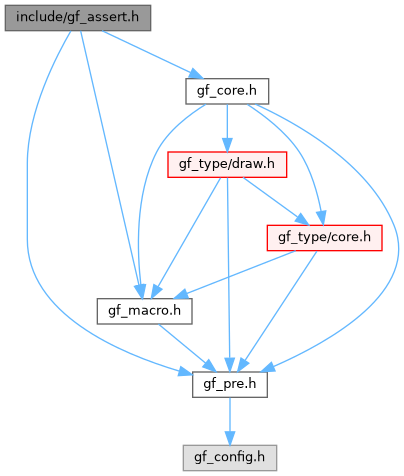 include/gf_assert.h
gf_core.h
gf_type/draw.h
gf_type/core.h
gf_macro.h
gf_pre.h
gf_config.h